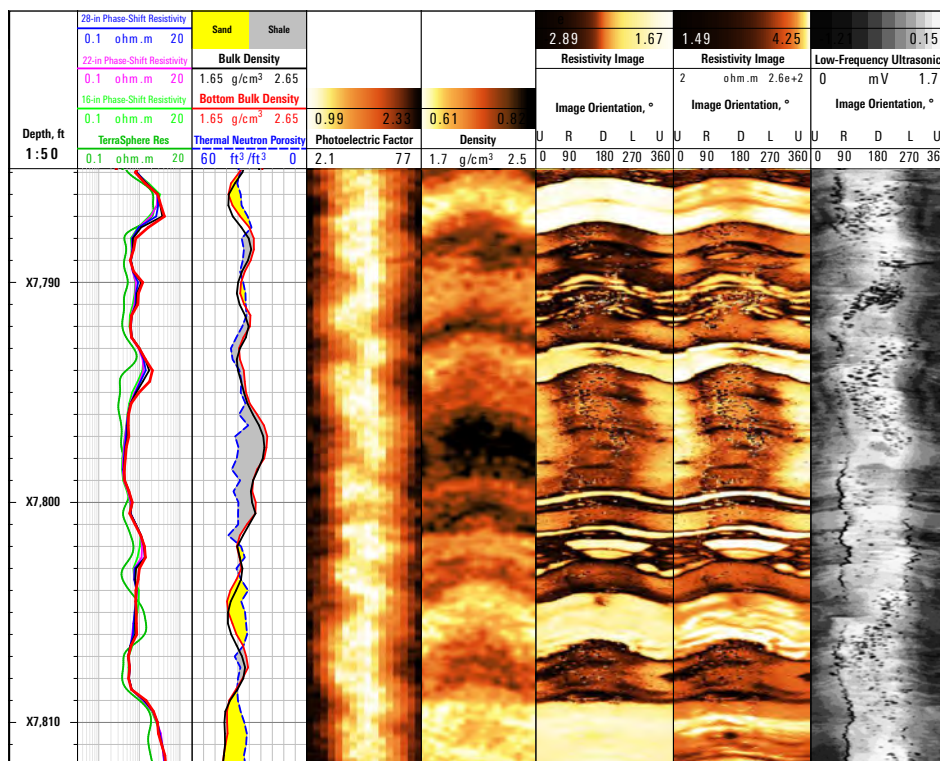 28-in Phase-Shift Resistivity
0.1 ohm.m 20
22-in Phase-Shift Resistivity
0.1 ohm.m 20
16-in Phase-Shift Resistivity
0.1 ohm.m 20
TerraSphere Res
0.1 ohm.m 20
Depth, ft
1:50
Sand Shale
Bulk Density
1.65 g/cm³ 2.65
Bottom Bulk Density
1.65 g/cm³ 2.65
Thermal Neutron Porosity
60 ft³/ft³ 0
0.99 2.33
Photoelectric Factor
2.1 77
0.61 0.82
Density
1.7 g/cm³ 2.5
2.89 1.67
Resistivity Image
Image Orientation, °
U R D L U
0 90 180 270 360
1.49 4.25
Resistivity Image
2 ohm.m 2.6e+2
Image Orientation, °
U R D L U
0 90 180 270 360
0.15
Low-Frequency Ultrasonic
0 mV 1.7
Image Orientation, °
U R D L U
0 90 180 270 360
X7,790
X7,800
X7,810